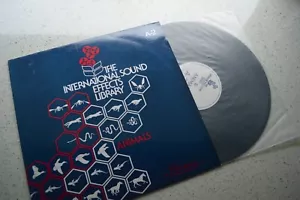 THE
INTERNATIONAL SOUND
EFFECTS
LIBRARY
ANIMALS